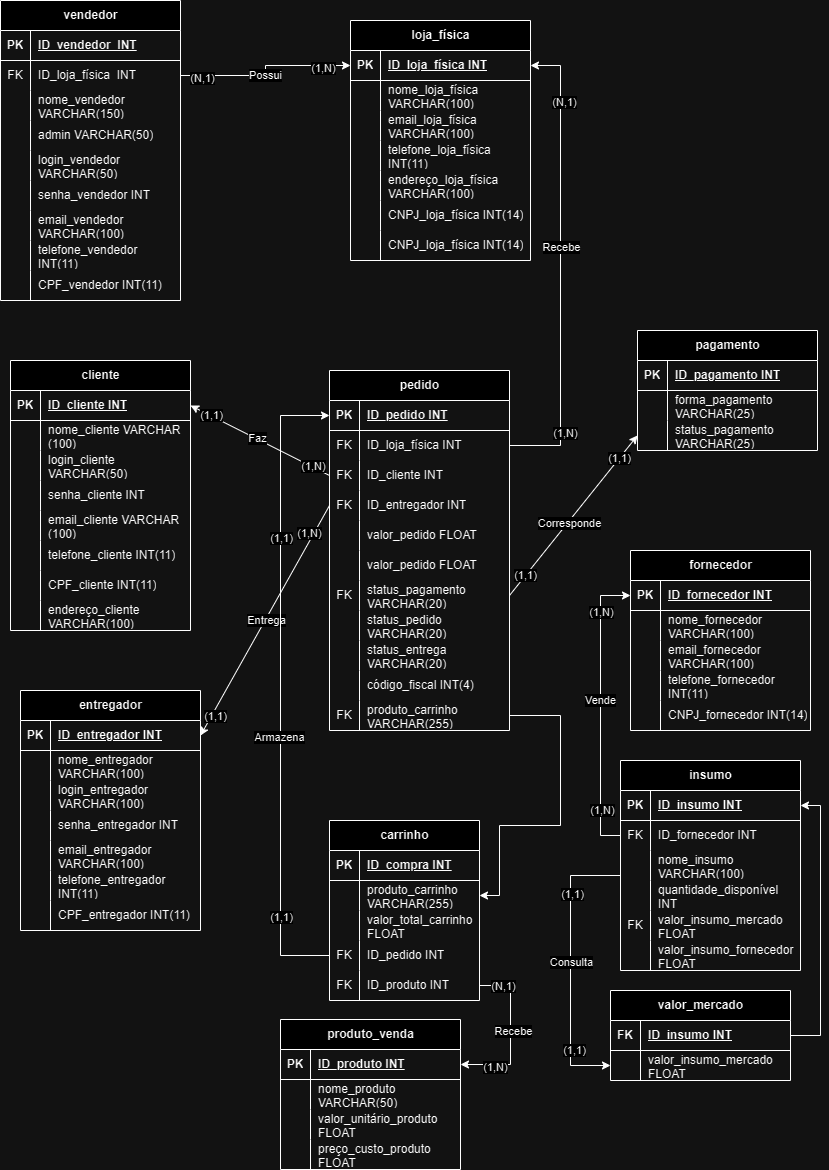 vendedor
PK ID_vendedor INT
FK ID_loja_física INT
nome_vendedor
VARCHAR(150)
admin VARCHAR(50)
login_vendedor
VARCHAR(50)
senha_vendedor INT
email_vendedor
VARCHAR(100)
telefone_vendedor
INT(11)
CPF_vendedor INT(11)
(N,1)
Possui
(1,N)
loja_física
PK ID_loja_física INT
nome_loja_física
VARCHAR(100)
email_loja_física
VARCHAR(100)
telefone_loja_física
INT(11)
endereço_loja_física
VARCHAR(100)
CNPJ_loja_física INT(14)
CNPJ_loja_física INT(14)
(N,1)
Recebe
(1,N)
cliente
PK ID_cliente INT
nome_cliente VARCHAR
(100)
login_cliente
VARCHAR(50)
senha_cliente INT
email_cliente VARCHAR
(100)
telefone_cliente INT(11)
CPF_cliente INT(11)
endereço_cliente
VARCHAR(100)
(1,1)
Faz
(1,N)
pedido
PK ID_pedido INT
FK ID_loja_física INT
FK ID_cliente INT
FK ID_entregador INT
valor_pedido FLOAT
valor_pedido FLOAT
FK status_pagamento
VARCHAR(20)
status_pedido
VARCHAR(20)
status_entrega
VARCHAR(20)
código_fiscal INT(4)
FK produto_carrinho
VARCHAR(255)
pagamento
PK ID_pagamento INT
forma_pagamento
VARCHAR(25)
status_pagamento
VARCHAR(25)
(1,1)
Corresponde
(1,1)
(1,1)
(1,N)
Entrega
(1,1)
Armazena
(1,1)
fornecedor
PK ID_fornecedor INT
nome_fornecedor
VARCHAR(100)
email_fornecedor
VARCHAR(100)
telefone_fornecedor
INT(11)
CNPJ_fornecedor INT(14)
(1,N)
Vende
(1,N)
entregador
PK ID_entregador INT
nome_entregador
VARCHAR(100)
login_entregador
VARCHAR(100)
senha_entregador INT
email_entregador
VARCHAR(100)
telefone_entregador
INT(11)
CPF_entregador INT(11)
carrinho
PK ID_compra INT
produto_carrinho
VARCHAR(255)
valor_total_carrinho
FLOAT
FK ID_pedido INT
FK ID_produto INT
insumo
PK ID_insumo INT
FK ID_fornecedor INT
nome_insumo
VARCHAR(100)
quantidade_disponível
INT
FK valor_insumo_mercado
FLOAT
valor_insumo_fornecedor
FLOAT
(1,1)
Consulta
(1,1)
valor_mercado
FK ID_insumo INT
valor_insumo_mercado
FLOAT
(N,1)
Recebe
(1,N)
produto_venda
PK ID_produto INT
nome_produto
VARCHAR(50)
valor_unitário_produto
FLOAT
preço_custo_produto
FLOAT